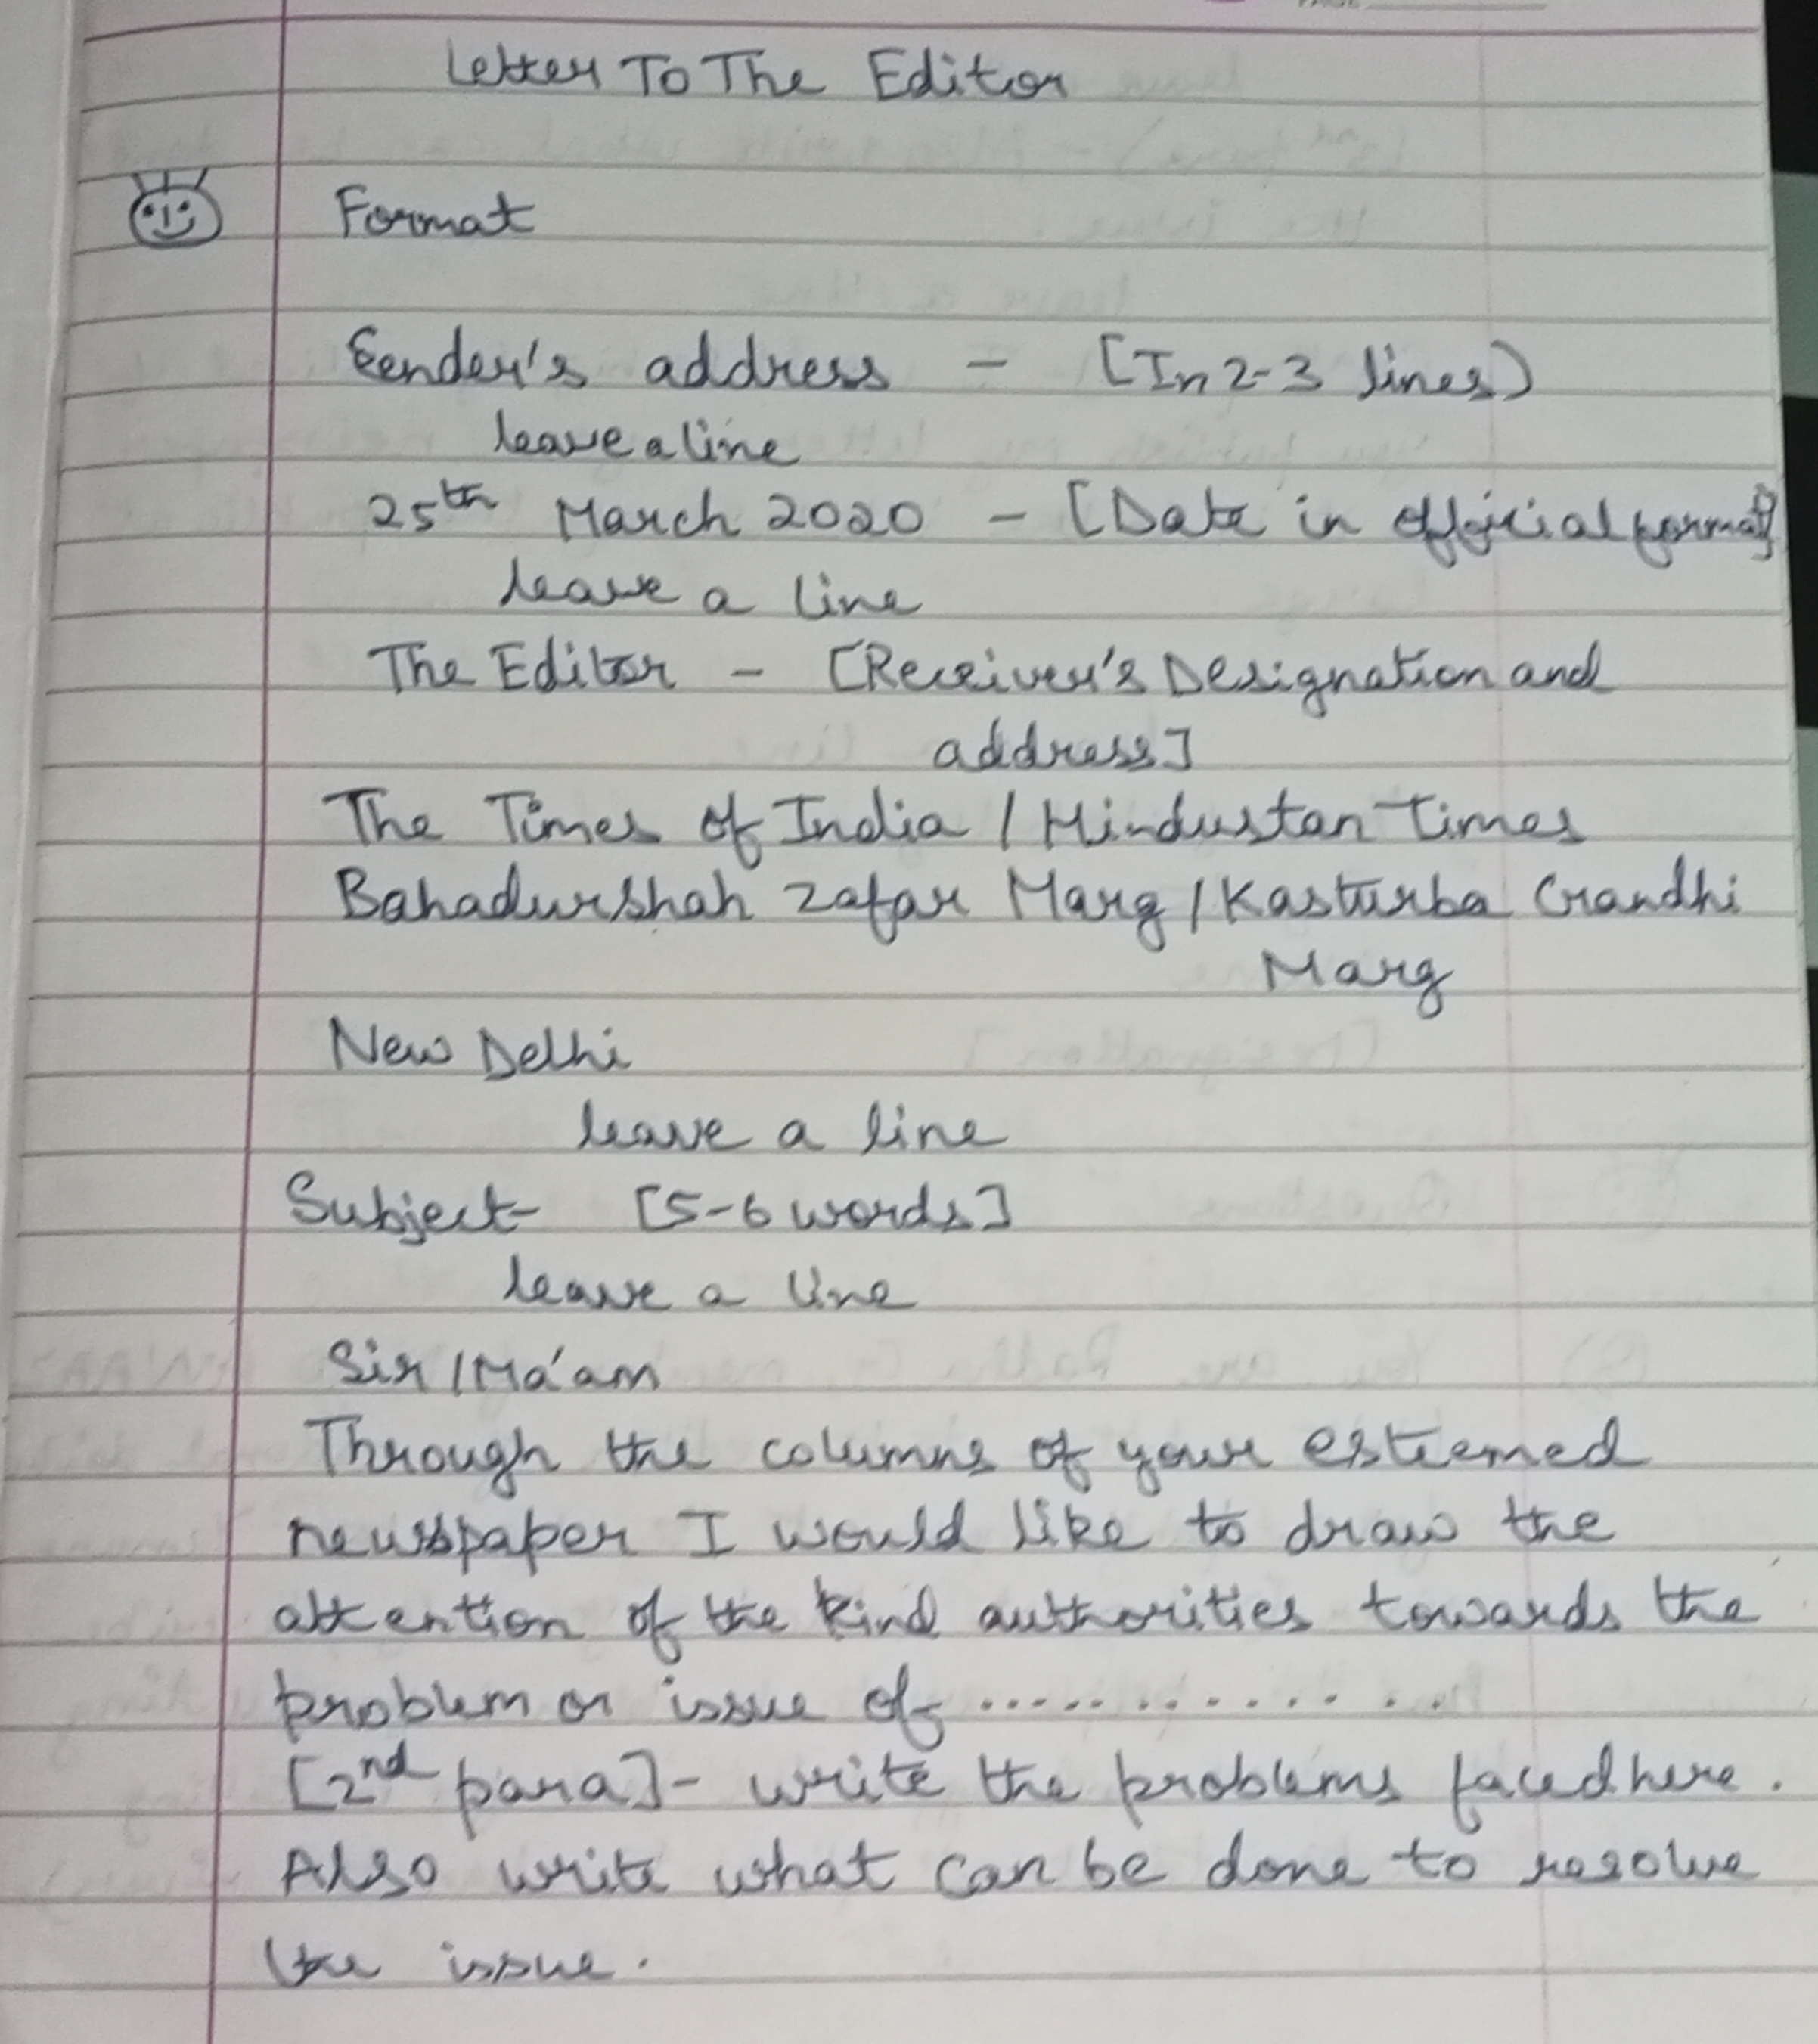 Letter To The Editor
Format
Sender's address - [In 2-3 lines)
leave a line
25th March 2020 - [Date in official format]
leave a line
The Editor - [Receiver's Designation and
address]
The Times of India / Hindustan Times
Bahadurshah Zafar Marg / Kasturba Gandhi
Marg
New Delhi
leave a line
Subject- [5-6 words]
leave a line
Sir / Ma'am
Through the columns of your esteemed
newspaper I would like to draw the
attention of the kind authorities towards the
problem or issue of ..............
[2nd para] - write the problems faced here.
Also write what can be done to resolve
the issue.